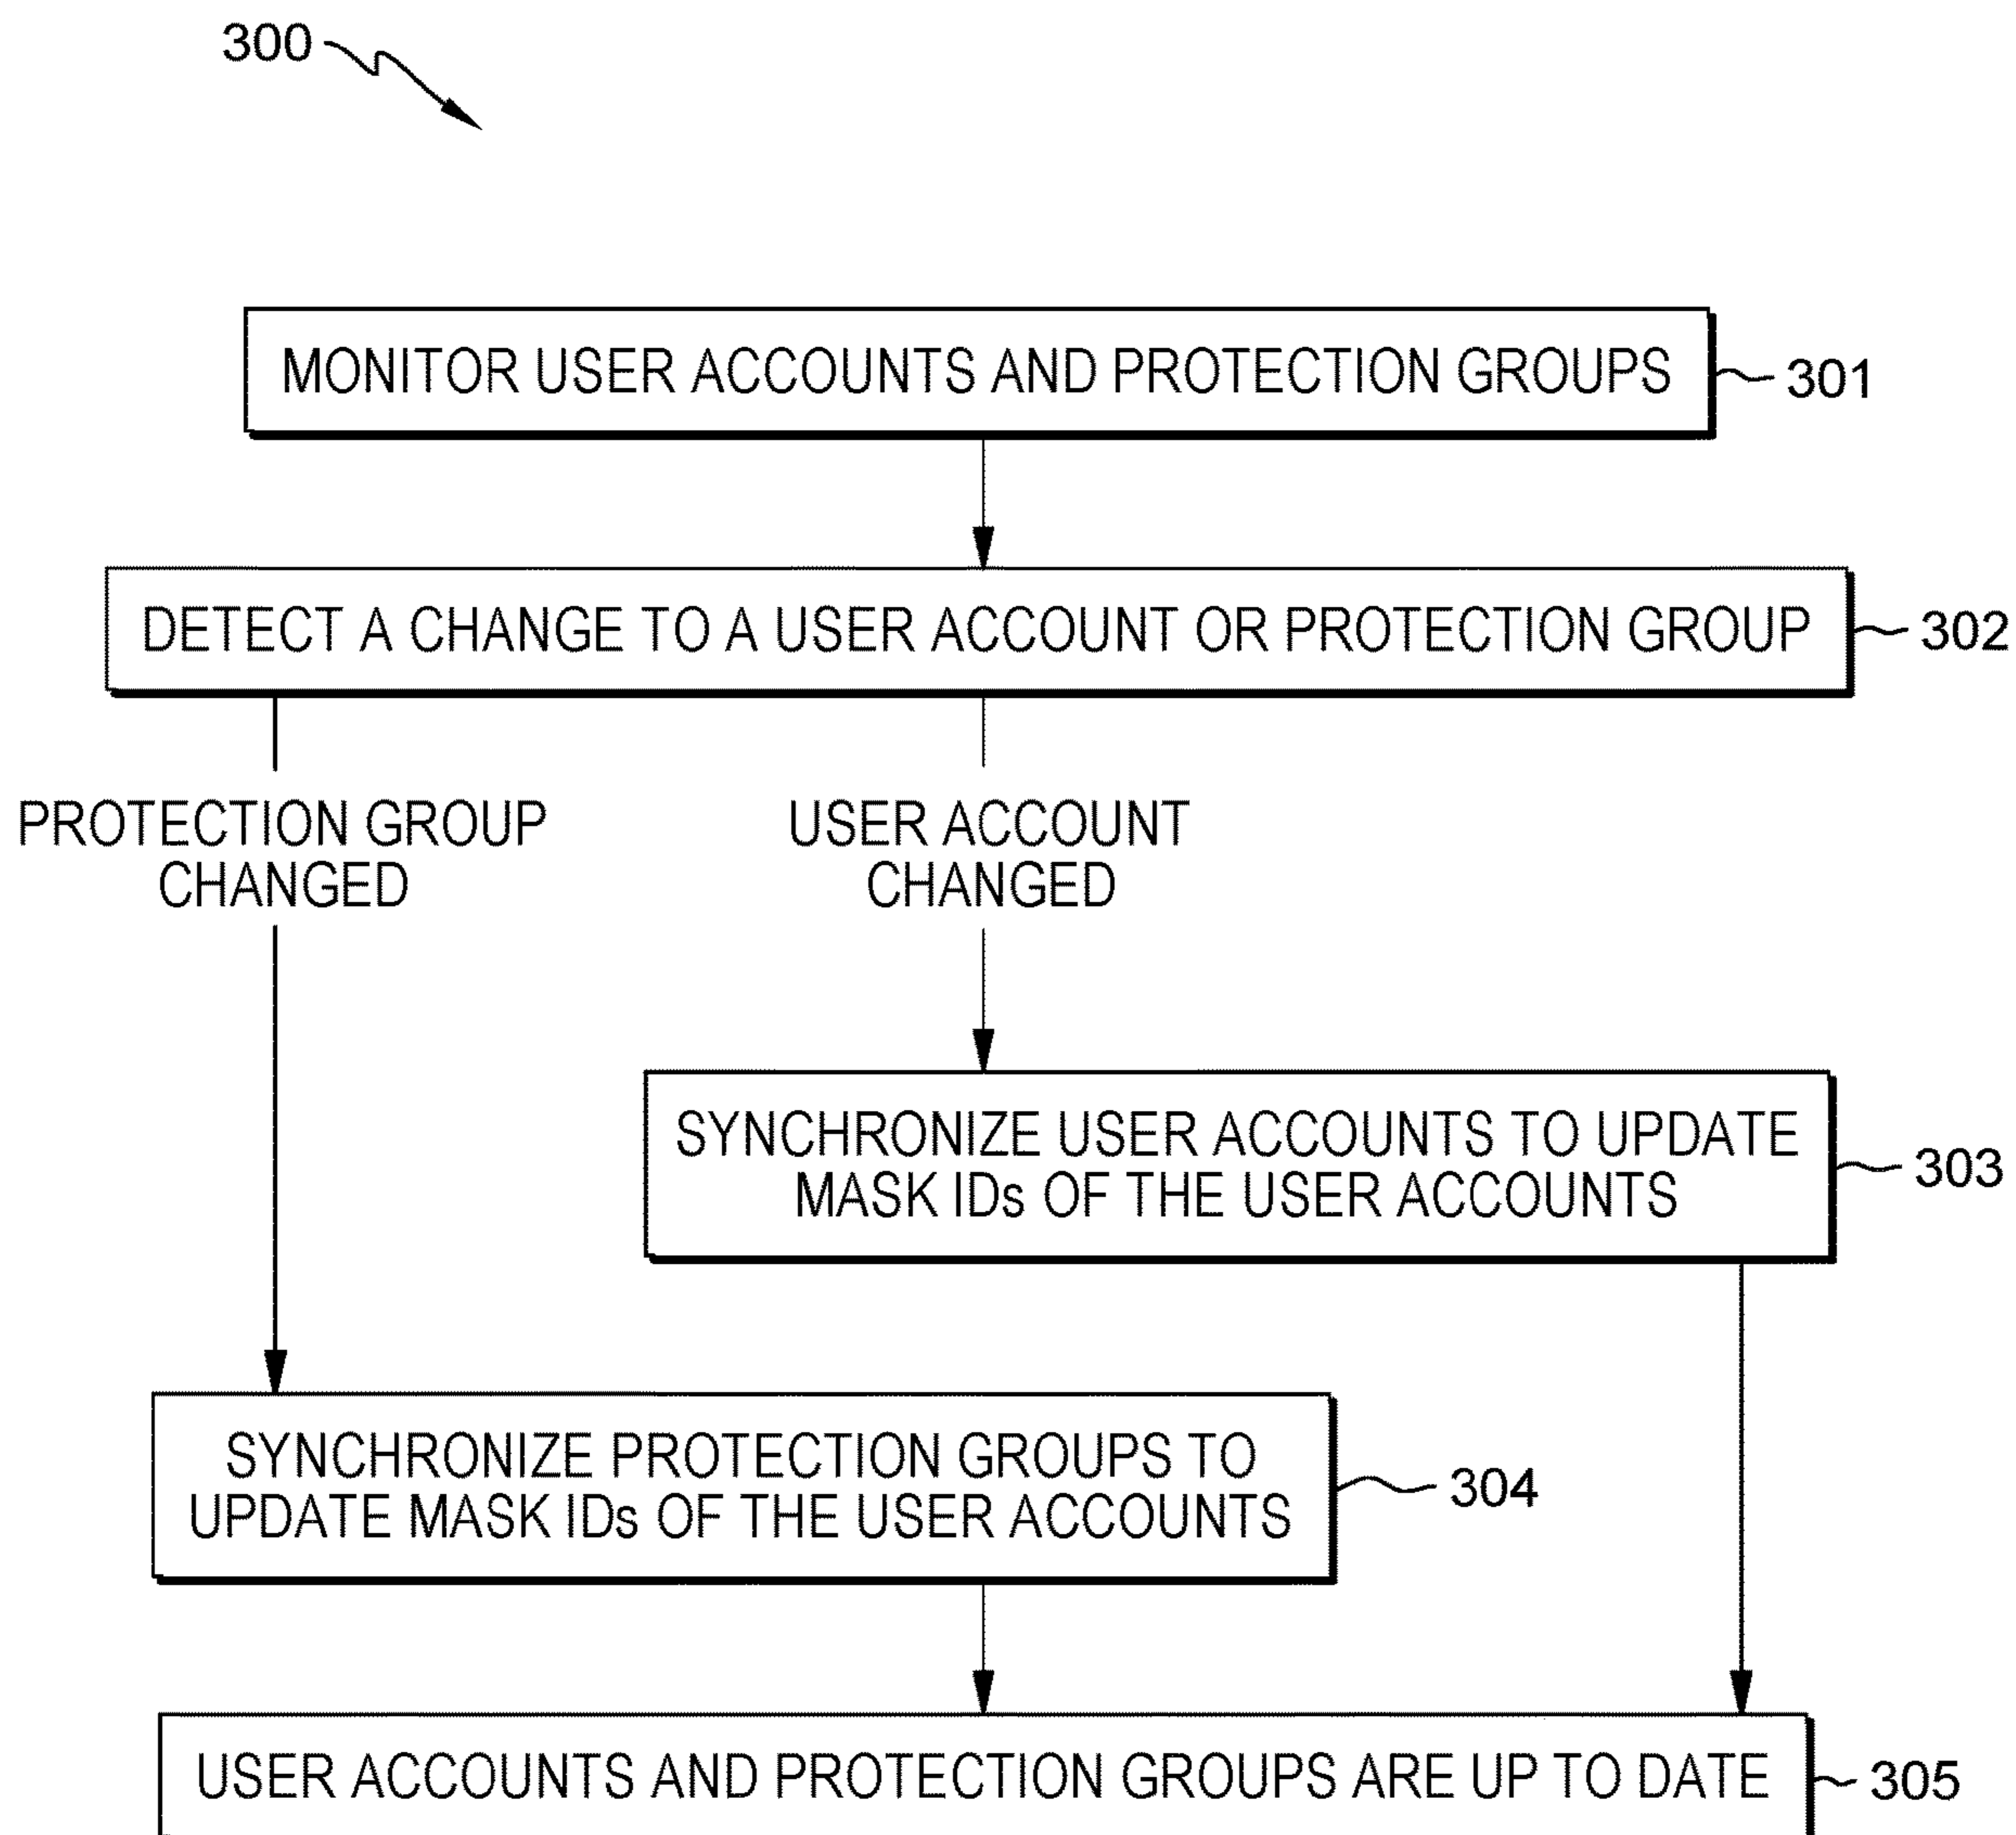 300
MONITOR USER ACCOUNTS AND PROTECTION GROUPS
301
DETECT A CHANGE TO A USER ACCOUNT OR PROTECTION GROUP
302
PROTECTION GROUP
CHANGED
USER ACCOUNT
CHANGED
SYNCHRONIZE USER ACCOUNTS TO UPDATE
MASK IDs OF THE USER ACCOUNTS
303
SYNCHRONIZE PROTECTION GROUPS TO
UPDATE MASK IDs OF THE USER ACCOUNTS
304
USER ACCOUNTS AND PROTECTION GROUPS ARE UP TO DATE
305